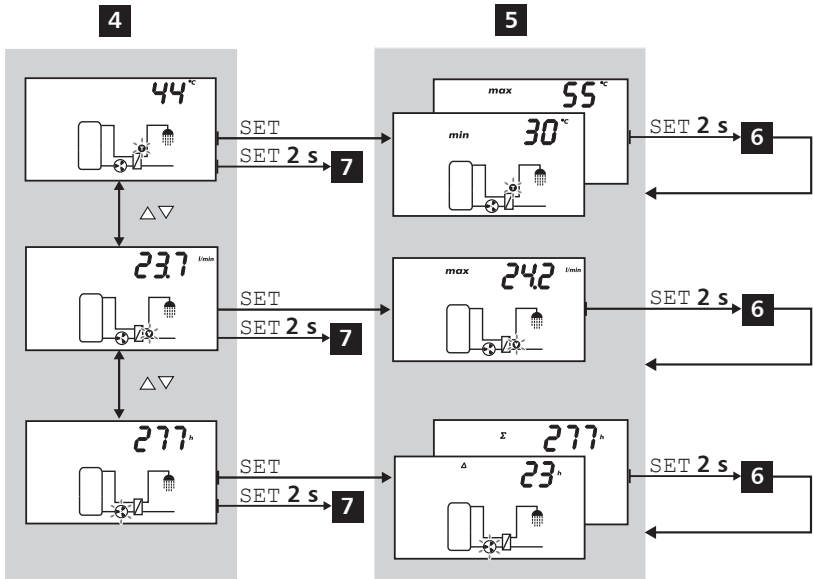 4
5
44 °C
max 55 °C
min 30 °C
SET
SET 2 s
7
SET 2 s
6
T
T
△▽
23.7 l/min
max 24.2 l/min
SET
SET 2 s
7
SET 2 s
6
V
V
△▽
277 h
Σ 277 h
Δ 23 h
SET
SET 2 s
7
SET 2 s
6